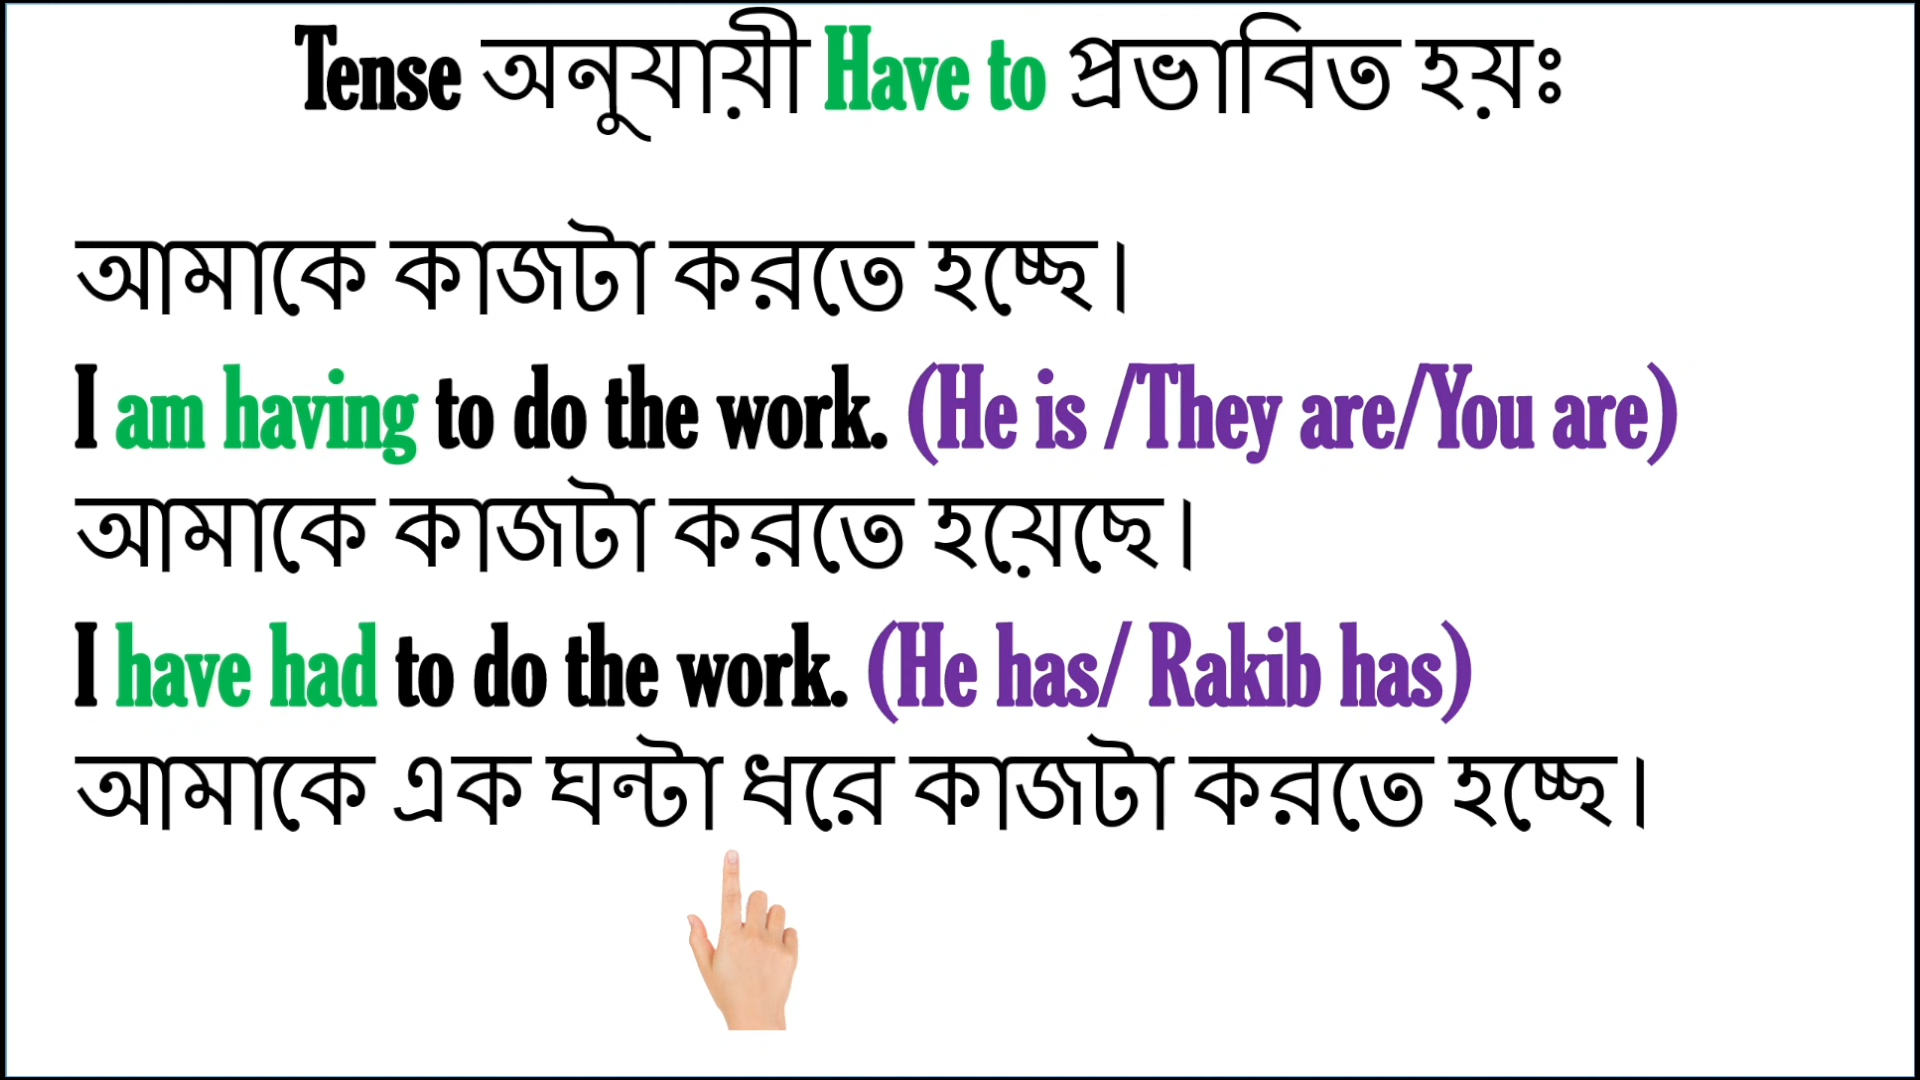 Tense অনুযায়ী Have to প্রভাবিত হয়ঃ
আমাকে কাজটা করতে হচ্ছে।
I am having to do the work. (He is /They are/You are)
আমাকে কাজটা করতে হয়েছে।
I have had to do the work. (He has/ Rakib has)
আমাকে এক ঘন্টা ধরে কাজটা করতে হচ্ছে।